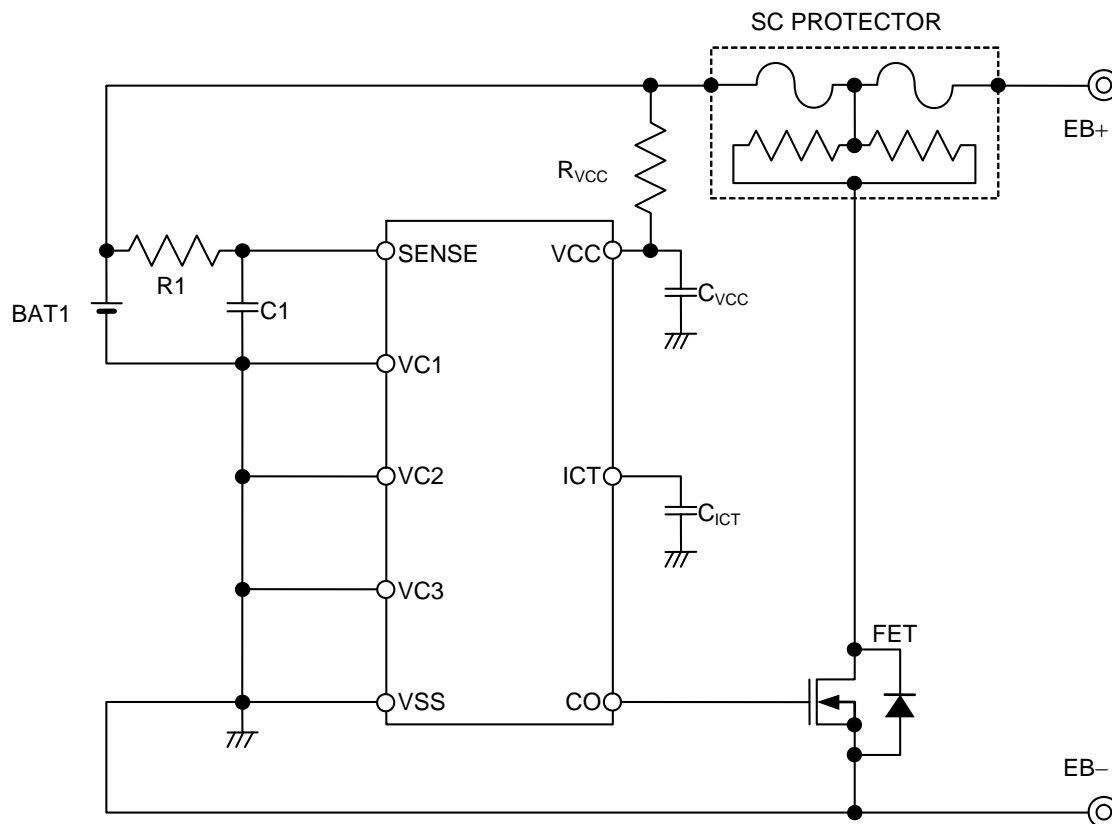 SC PROTECTOR
EB+
RVCC
SENSE
VCC
R1
BAT1
C1
CVCC
VC1
VC2
ICT
CICT
VC3
FET
VSS
CO
EB−